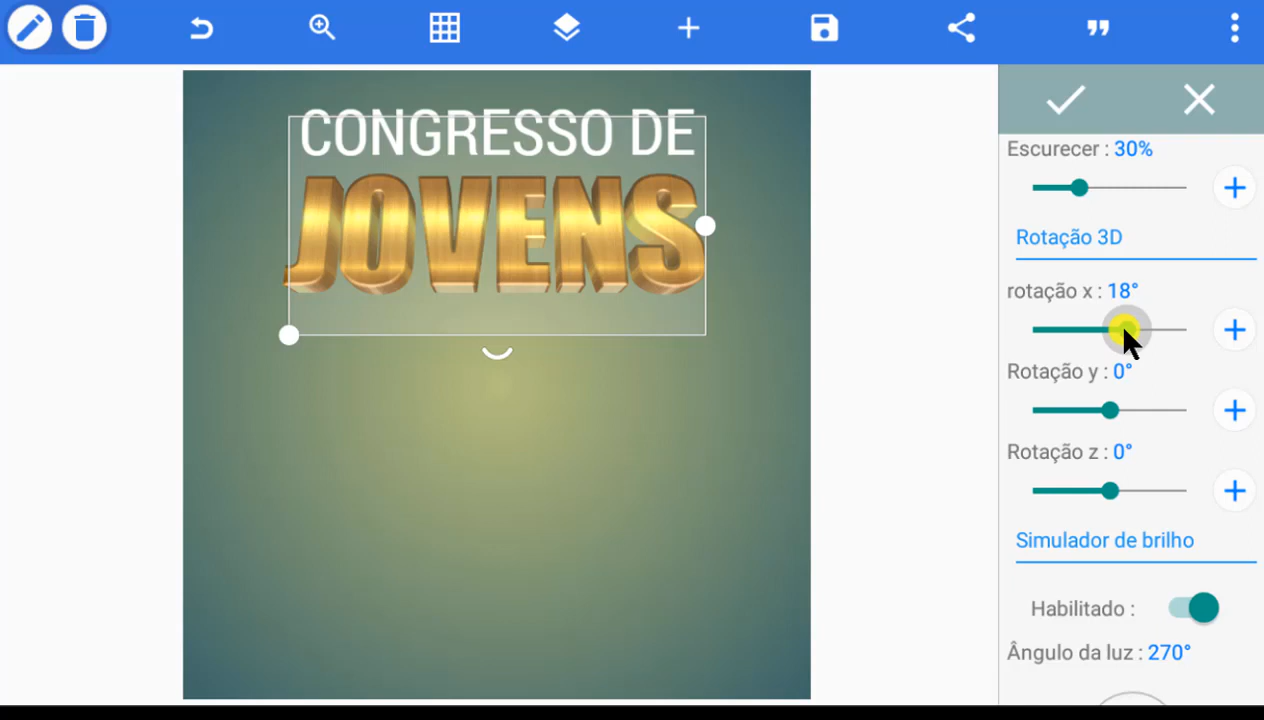 CONGRESSO DE
JOVENS
Escurecer : 30%
Rotação 3D
rotação x : 18°
Rotação y : 0°
Rotação z : 0°
Simulador de brilho
Habilitado :
Ângulo da luz : 270°